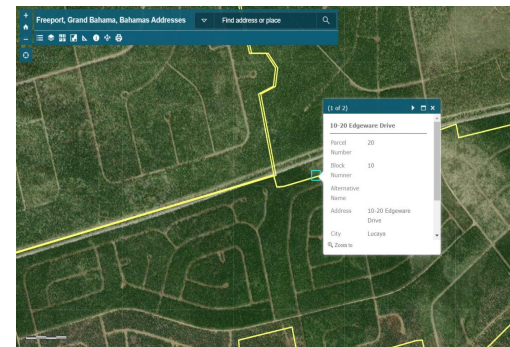 Freeport, Grand Bahama, Bahamas Addresses
Find address or place
(1 of 2)
10-20 Edgeware Drive
Parcel Number 20
Block Numner 10
Alternative Name
Address 10-20 Edgeware Drive
City Lucaya
Zoom to